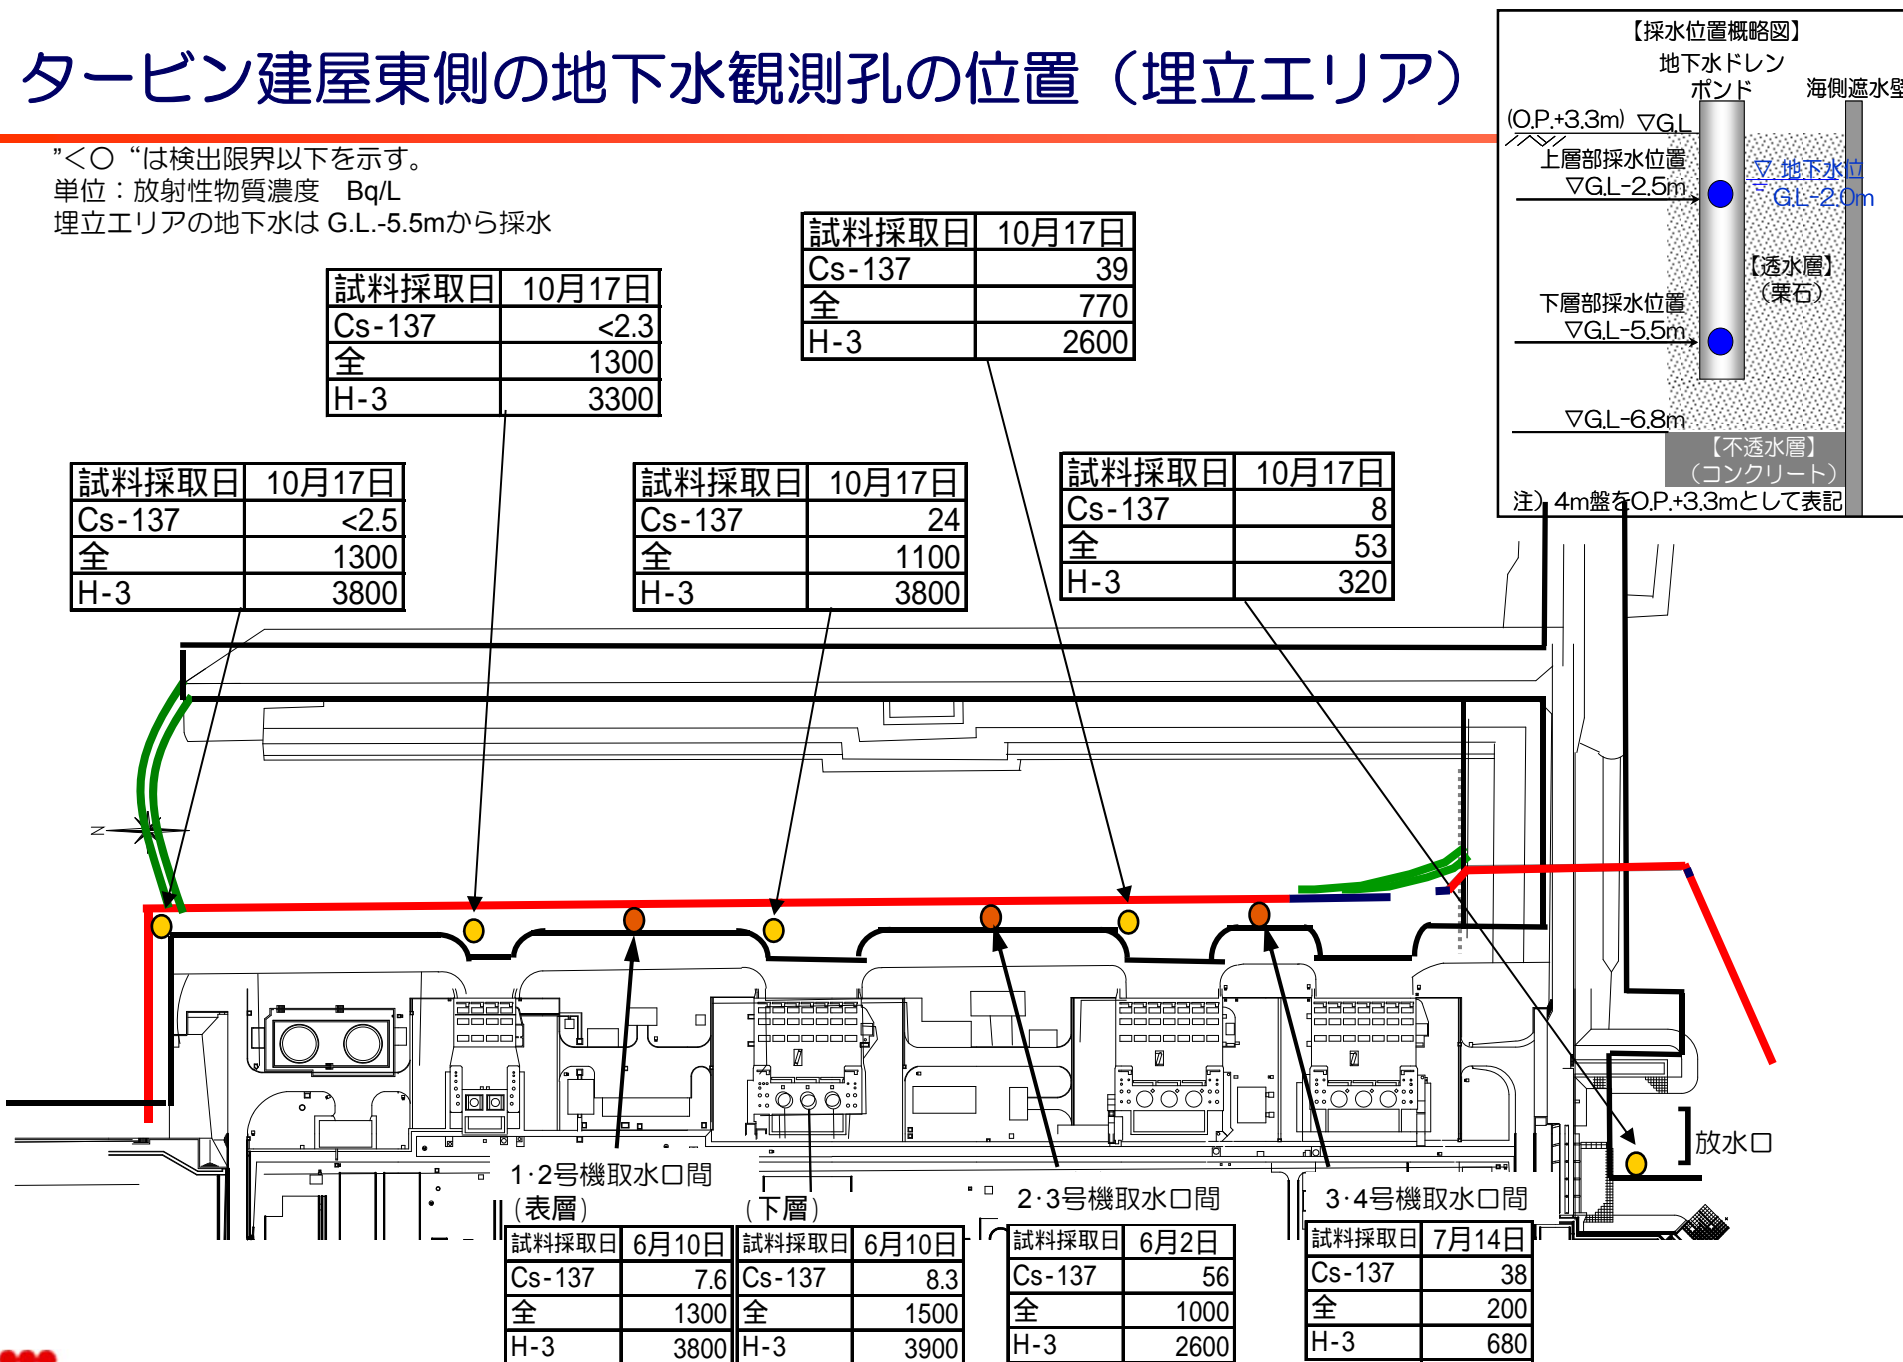 タービン建屋東側の地下水観測孔の位置（埋立エリア）
"<〇 “は検出限界以下を示す。
単位：放射性物質濃度　Bq/L
埋立エリアの地下水は G.L.-5.5mから採水
【採水位置概略図】
地下水ドレン
ポンド
海側遮水壁
(O.P.+3.3m) ▽G.L
上層部採水位置
▽G.L-2.5m
▽ 地下水位
G.L-2.0m
【透水層】
（栗石）
下層部採水位置
▽G.L-5.5m
▽G.L-6.8m
【不透水層】
（コンクリート）
注）4m盤をO.P.+3.3mとして表記
試料採取日 10月17日
Cs-137 39
全 770
H-3 2600
試料採取日 10月17日
Cs-137 <2.3
全 1300
H-3 3300
試料採取日 10月17日
Cs-137 8
全 53
H-3 320
試料採取日 10月17日
Cs-137 <2.5
全 1300
H-3 3800
試料採取日 10月17日
Cs-137 24
全 1100
H-3 3800
N
放水口
1･2号機取水口間
(表層) (下層)
2･3号機取水口間
3･4号機取水口間
試料採取日 6月10日
Cs-137 7.6
全 1300
H-3 3800
試料採取日 6月10日
Cs-137 8.3
全 1500
H-3 3900
試料採取日 6月2日
Cs-137 56
全 1000
H-3 2600
試料採取日 7月14日
Cs-137 38
全 200
H-3 680